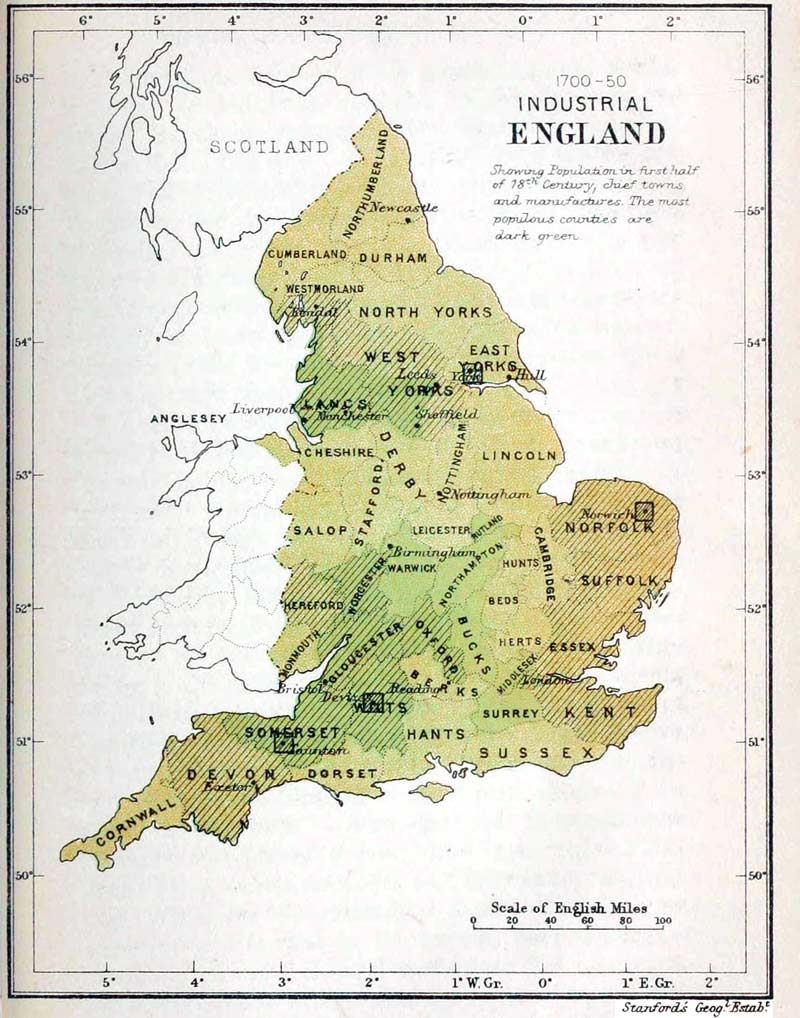 6° 5° 4° 3° 2° 1° 0° 1° 2°
1700-50
INDUSTRIAL
ENGLAND
Showing Population in first half
of 18th Century, chief towns
and manufactures. The most
populous counties are
dark green.
56° 56°
SCOTLAND
NORTHUMBERLAND
Newcastle
55° 55°
CUMBERLAND
DURHAM
WESTMORLAND
Kendal
NORTH YORKS
54° 54°
WEST
YORKS
EAST
YORKS
Leeds
York
Hull
LANCS
Liverpool
Manchester
Sheffield
ANGLESEY
CHESHIRE
DERBY
NOTTINGHAM
LINCOLN
53° 53°
STAFFORD
Nottingham
SALOP
LEICESTER
RUTLAND
Norwich
NORFOLK
Birmingham
WARWICK
NORTHAMPTON
HUNTS
CAMBRIDGE
SUFFOLK
WORCESTER
HEREFORD
BEDS
52° 52°
MONMOUTH
GLOUCESTER
OXFORD
BUCKS
HERTS
ESSEX
MIDDLESEX
London
Bristol
Devizes
Reading
BERKS
WILTS
SURREY
KENT
SOMERSET
Taunton
HANTS
SUSSEX
51° 51°
DEVON
Exeter
DORSET
CORNWALL
50° 50°
Scale of English Miles
0 20 40 60 80 100
5° 4° 3° 2° 1° W. Gr. 0° 1° E. Gr. 2°
Stanford's Geog.l Estab.t